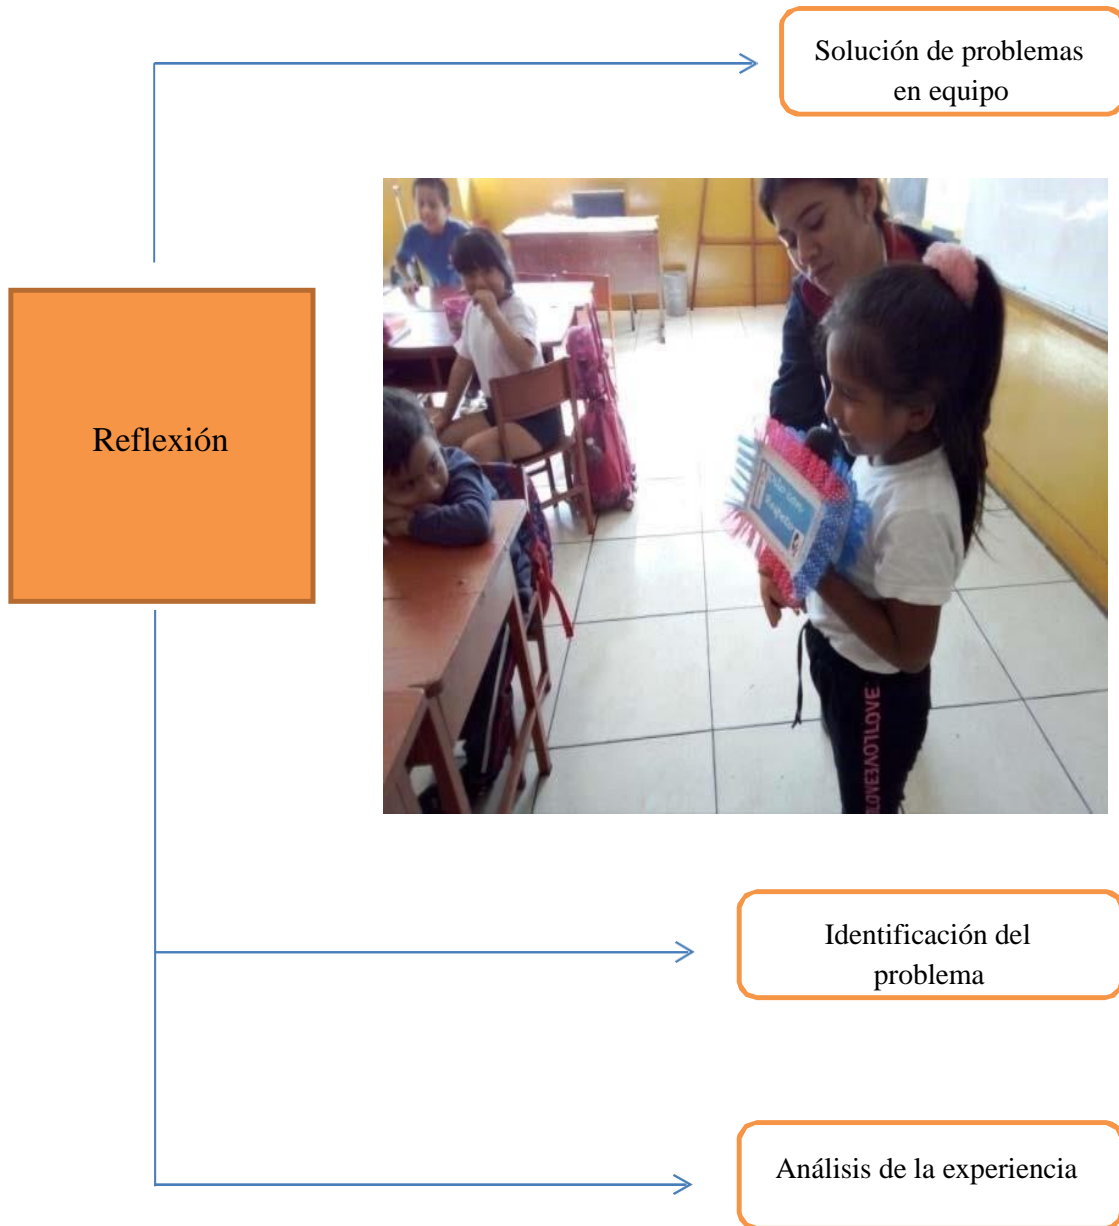 Solución de problemas
en equipo
Reflexión
Identificación del
problema
Análisis de la experiencia